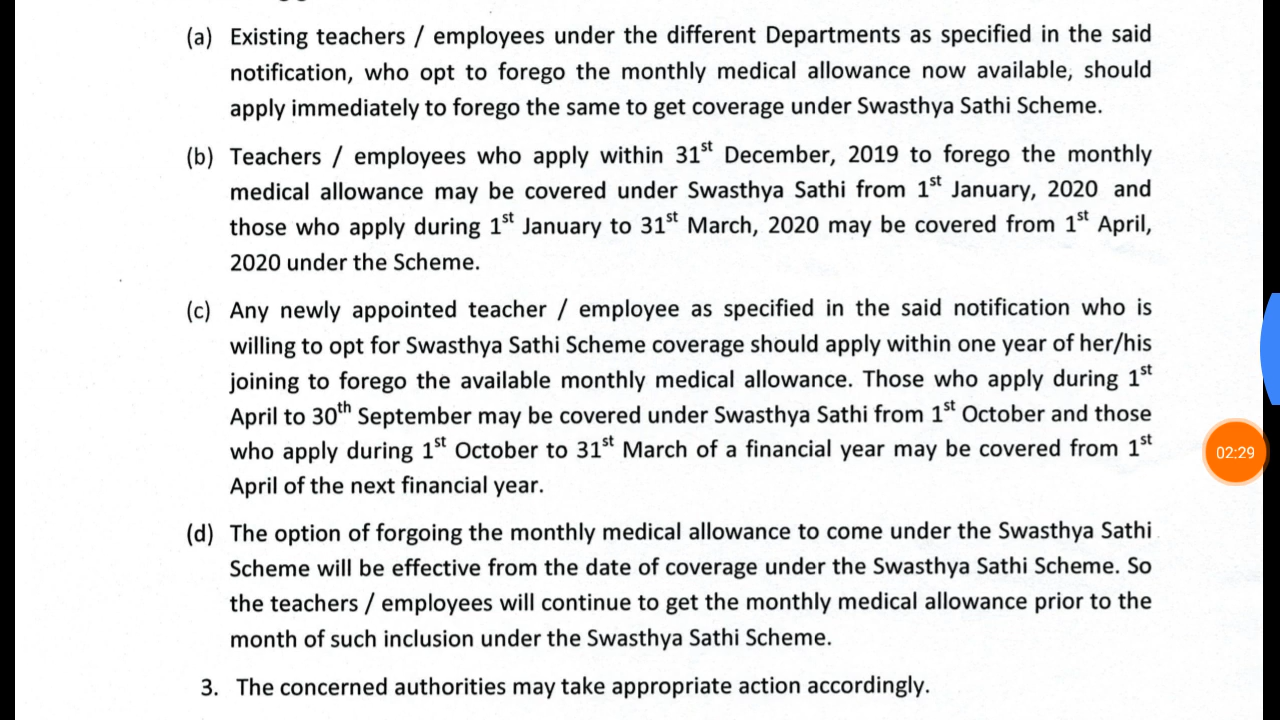 (a) Existing teachers / employees under the different Departments as specified in the said
notification, who opt to forego the monthly medical allowance now available, should
apply immediately to forego the same to get coverage under Swasthya Sathi Scheme.
(b) Teachers / employees who apply within 31st December, 2019 to forego the monthly
medical allowance may be covered under Swasthya Sathi from 1st January, 2020 and
those who apply during 1st January to 31st March, 2020 may be covered from 1st April,
2020 under the Scheme.
(c) Any newly appointed teacher / employee as specified in the said notification who is
willing to opt for Swasthya Sathi Scheme coverage should apply within one year of her/his
joining to forego the available monthly medical allowance. Those who apply during 1st
April to 30th September may be covered under Swasthya Sathi from 1st October and those
who apply during 1st October to 31st March of a financial year may be covered from 1st
April of the next financial year.
(d) The option of forgoing the monthly medical allowance to come under the Swasthya Sathi
Scheme will be effective from the date of coverage under the Swasthya Sathi Scheme. So
the teachers / employees will continue to get the monthly medical allowance prior to the
month of such inclusion under the Swasthya Sathi Scheme.
3. The concerned authorities may take appropriate action accordingly.
02:29